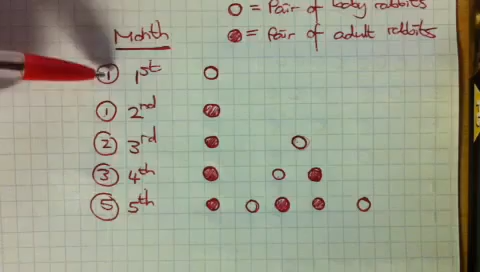 = Pair of baby rabbits
Month = Pair of adult rabbits
1 1st
1 2nd
2 3rd
3 4th
5 5th